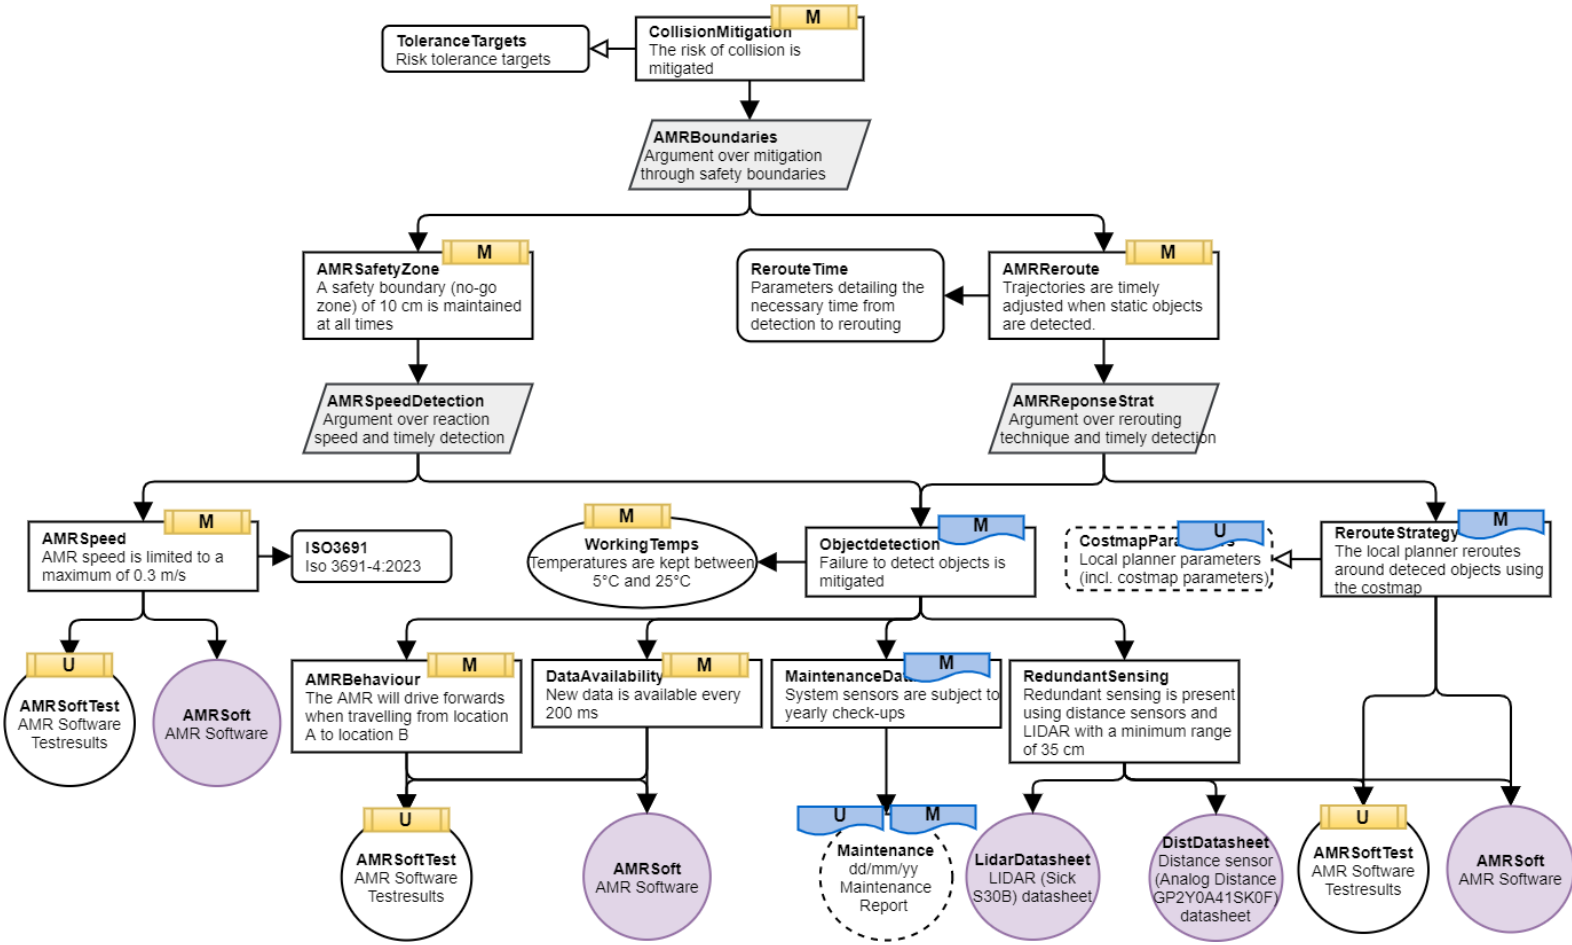 M
CollisionMitigation
The risk of collision is
mitigated
ToleranceTargets
Risk tolerance targets
AMRBoundaries
Argument over mitigation
through safety boundaries
M
AMRSafetyZone
A safety boundary (no-go
zone) of 10 cm is maintained
at all times
RerouteTime
Parameters detailing the
necessary time from
detection to rerouting
M
AMRReroute
Trajectories are timely
adjusted when static objects
are detected.
AMRSpeedDetection
Argument over reaction
speed and timely detection
AMRReponseStrat
Argument over rerouting
technique and timely detection
M
AMRSpeed
AMR speed is limited to a
maximum of 0.3 m/s
ISO3691
Iso 3691-4:2023
M
WorkingTemps
Temperatures are kept between
5°C and 25°C
M
Objectdetection
Failure to detect objects is
mitigated
U
Local planner parameters
(incl. costmap parameters)
M
RerouteStrategy
The local planner reroutes
around deteced objects using
the costmap
U
AMRSoftTest
AMR Software
Testresults
AMRSoft
AMR Software
M
AMRBehaviour
The AMR will drive forwards
when travelling from location
A to location B
M
DataAvailability
New data is available every
200 ms
M
System sensors are subject to
yearly check-ups
RedundantSensing
Redundant sensing is present
using distance sensors and
LIDAR with a minimum range
of 35 cm
U
AMRSoftTest
AMR Software
Testresults
AMRSoft
AMR Software
U
M
Maintenance
dd/mm/yy
Maintenance
Report
LidarDatasheet
LIDAR (Sick
S30B) datasheet
DistDatasheet
Distance sensor
(Analog Distance
GP2Y0A41SK0F)
datasheet
U
AMRSoftTest
AMR Software
Testresults
AMRSoft
AMR Software